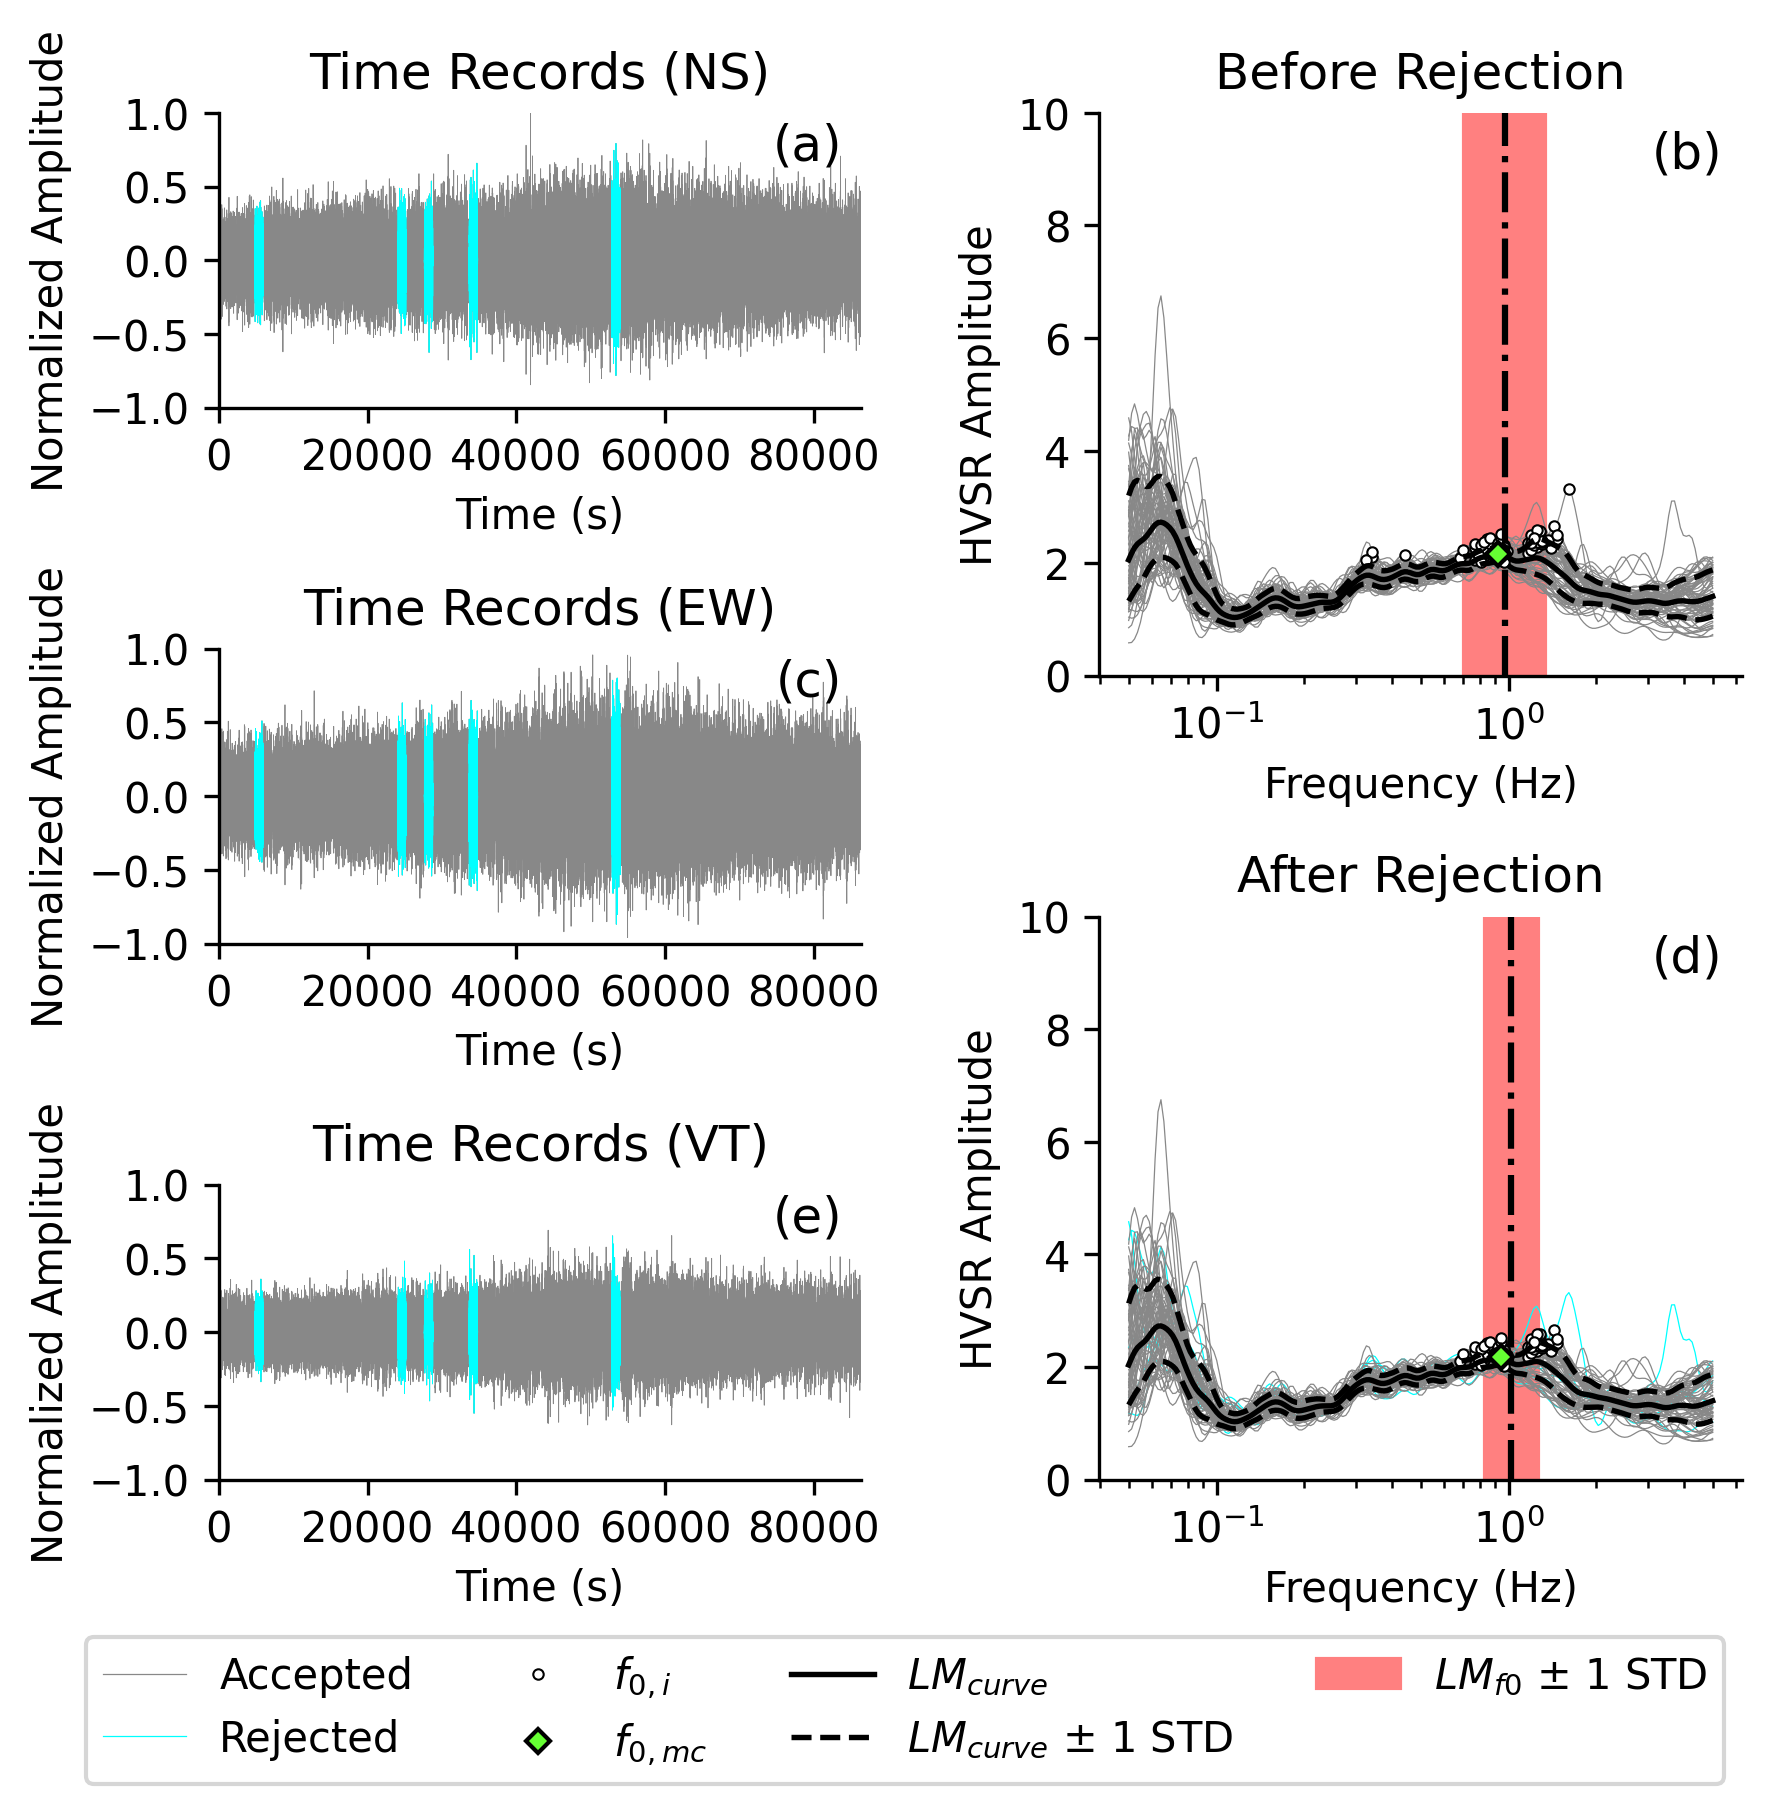 Time Records (NS)
Normalized Amplitude
1.0
0.5
0.0
−0.5
−1.0
(a)
0 20000 40000 60000 80000
Time (s)
Before Rejection
HVSR Amplitude
10
8
6
4
2
0
(b)
10⁻¹ 10⁰
Frequency (Hz)
Time Records (EW)
Normalized Amplitude
1.0
0.5
0.0
−0.5
−1.0
(c)
0 20000 40000 60000 80000
Time (s)
After Rejection
HVSR Amplitude
10
8
6
4
2
0
(d)
10⁻¹ 10⁰
Frequency (Hz)
Time Records (VT)
Normalized Amplitude
1.0
0.5
0.0
−0.5
−1.0
(e)
0 20000 40000 60000 80000
Time (s)
Accepted
Rejected
f0,i
f0,mc
LMcurve
LMcurve ± 1 STD
LMf0 ± 1 STD